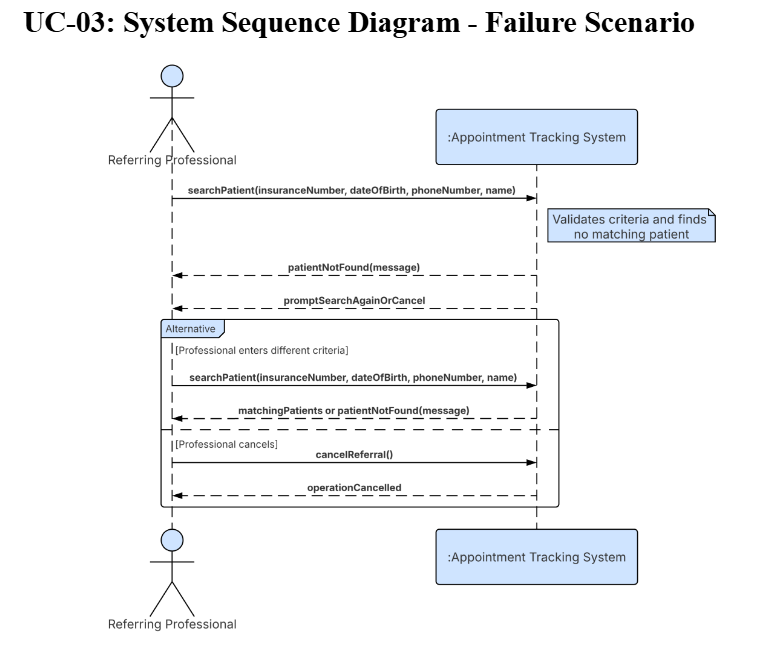 UC-03: System Sequence Diagram - Failure Scenario
Referring Professional
:Appointment Tracking System
searchPatient(insuranceNumber, dateOfBirth, phoneNumber, name)
Validates criteria and finds
no matching patient
patientNotFound(message)
promptSearchAgainOrCancel
Alternative
[Professional enters different criteria]
searchPatient(insuranceNumber, dateOfBirth, phoneNumber, name)
matchingPatients or patientNotFound(message)
[Professional cancels]
cancelReferral()
operationCancelled
:Appointment Tracking System
Referring Professional